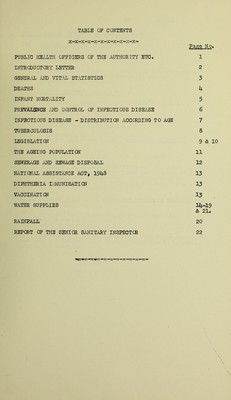 TABLE OF CONTENTS
x-x-x-x-x-x-x-x-x-x-x-
Page No.
PUBLIC HEALTH OFFICERS OF THE AUTHORITY ETC. 1
INTRODUCTORY LETTER 2
GENERAL AND VITAL STATISTICS 3
DEATHS 4
INFANT MORTALITY 5
PREVALENCE AND CONTROL OF INFECTIOUS DISEASE 6
INFECTIOUS DISEASE - DISTRIBUTION ACCORDING TO AGE 7
TUBERCULOSIS 8
LEGISLATION 9 & 10
THE AGEING POPULATION 11
SEWERAGE AND SEWAGE DISPOSAL 12
NATIONAL ASSISTANCE ACT, 1948 13
DIPHTHERIA IMMUNISATION 13
VACCINATION 13
WATER SUPPLIES 14-19
& 21.
RAINFALL 20
REPORT OF THE SENIOR SANITARY INSPECTOR 22